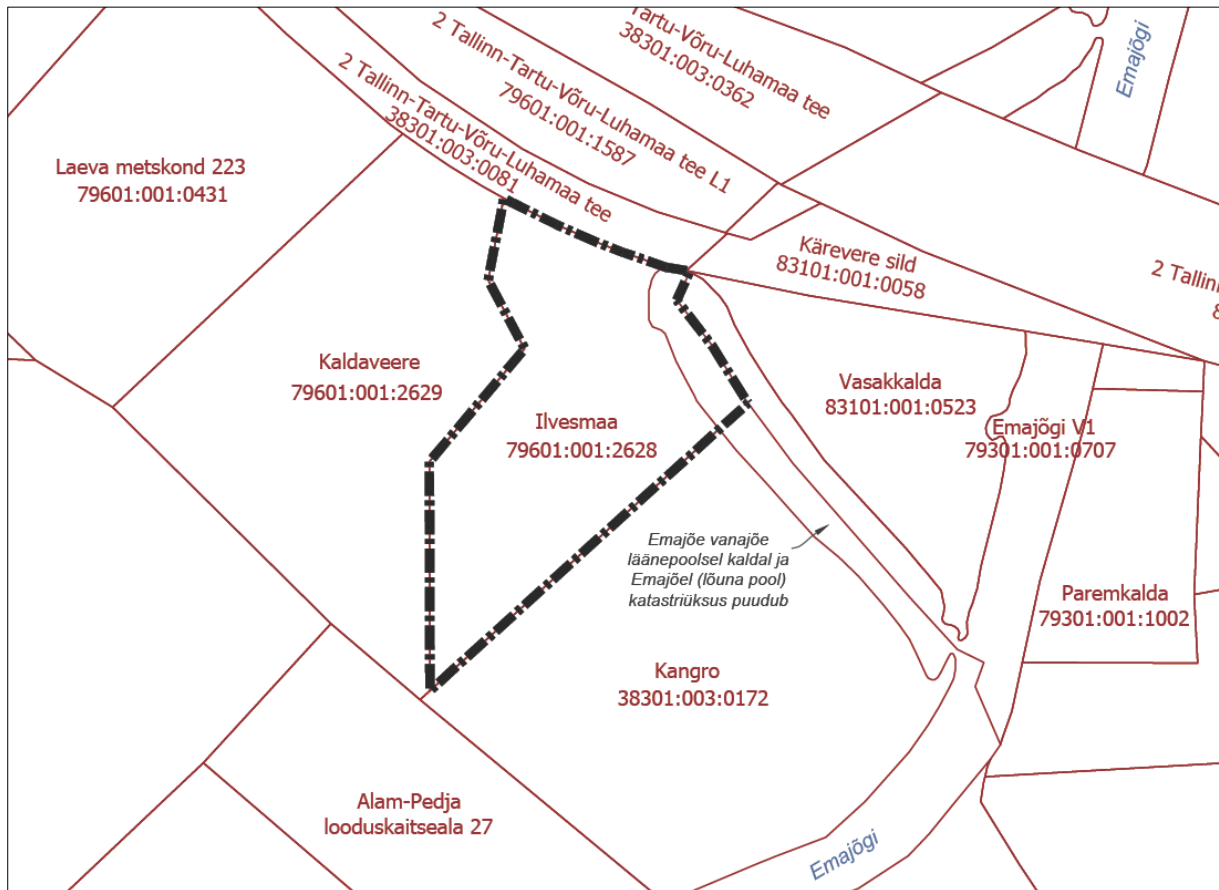 Tartu-Võru-Luhamaa tee
38301:003:0362
2 Tallinn-Tartu-Võru-Luhamaa tee L1
79601:001:1587
2 Tallinn-Tartu-Võru-Luhamaa tee
38301:003:0081
Emajõgi
Laeva metskond 223
79601:001:0431
Kärevere sild
83101:001:0058
2 Tallinn
8
Kaldaveere
79601:001:2629
Ilvesmaa
79601:001:2628
Vasakkalda
83101:001:0523
Emajõgi V1
79301:001:0707
Emajõe vanajõe
läänepoolsel kaldal ja
Emajõel (lõuna pool)
katastriüksus puudub
Paremkalda
79301:001:1002
Kangro
38301:003:0172
Alam-Pedja
looduskaitseala 27
Emajõgi